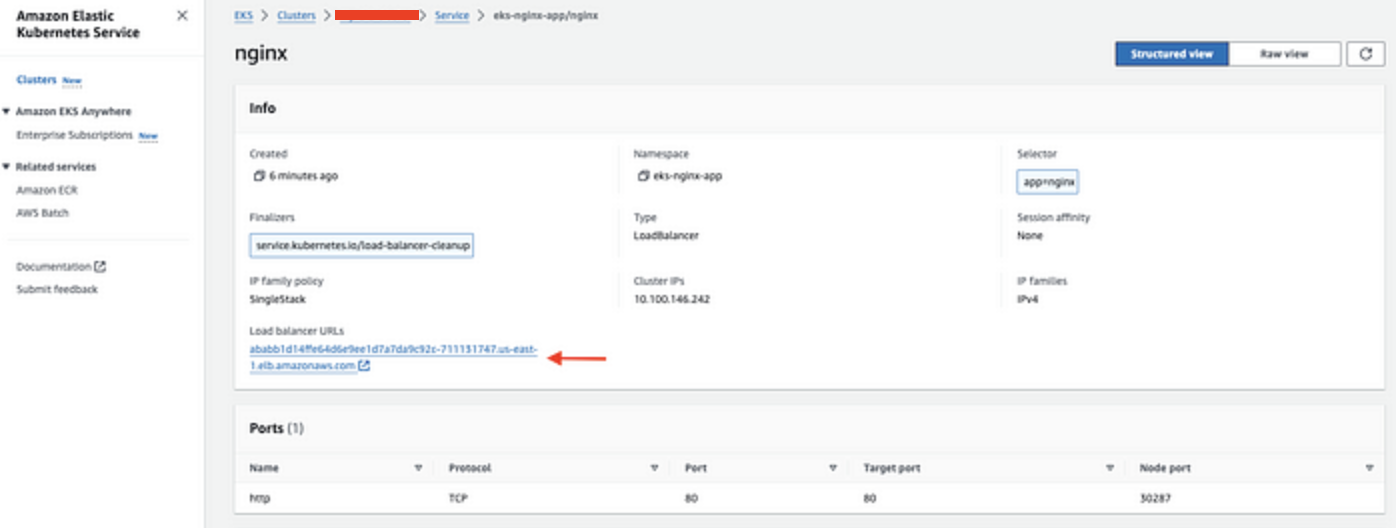 Amazon Elastic
Kubernetes Service
Clusters New
Amazon EKS Anywhere
Enterprise Subscriptions New
Related services
Amazon ECR
AWS Batch
Documentation
Submit feedback
EKS > Clusters > > Service > eks-nginx-app/nginx
nginx
Structured view Raw view
Info
Created
6 minutes ago
Namespace
eks-nginx-app
Selector
app=nginx
Finalizers
service.kubernetes.io/load-balancer-cleanup
Type
LoadBalancer
Session affinity
None
IP family policy
SingleStack
Cluster IPs
10.100.146.242
IP families
IPv4
Load balancer URLs
ababb1d14ffe64d6e9ee1d7a7da9c92c-711131747.us-east-
1.elb.amazonaws.com
Ports (1)
Name Protocol Port Target port Node port
http TCP 80 80 30287